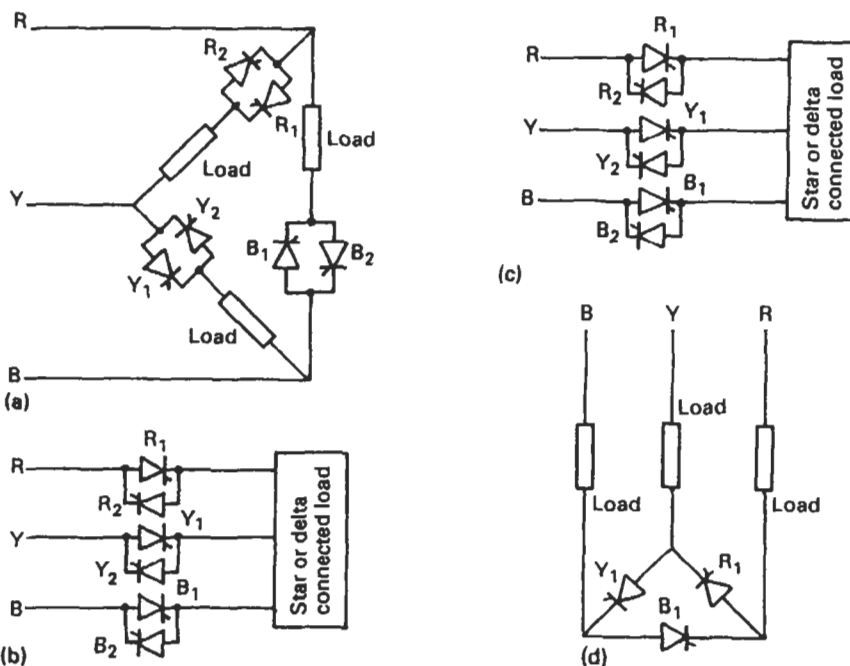 R
R₂
R₁
Load
Load
Y
Y₂
Y₁
B₁
B₂
Load
B
(a)
R₁
R
R₂
Y
Y₁
Y₂
B
B₁
B₂
Star or delta
connected load
(b)
R₁
R
R₂
Y
Y₁
Y₂
B
B₁
B₂
Star or delta
connected load
(c)
B
Y
R
Load
Load
Load
Y₁
R₁
B₁
(d)